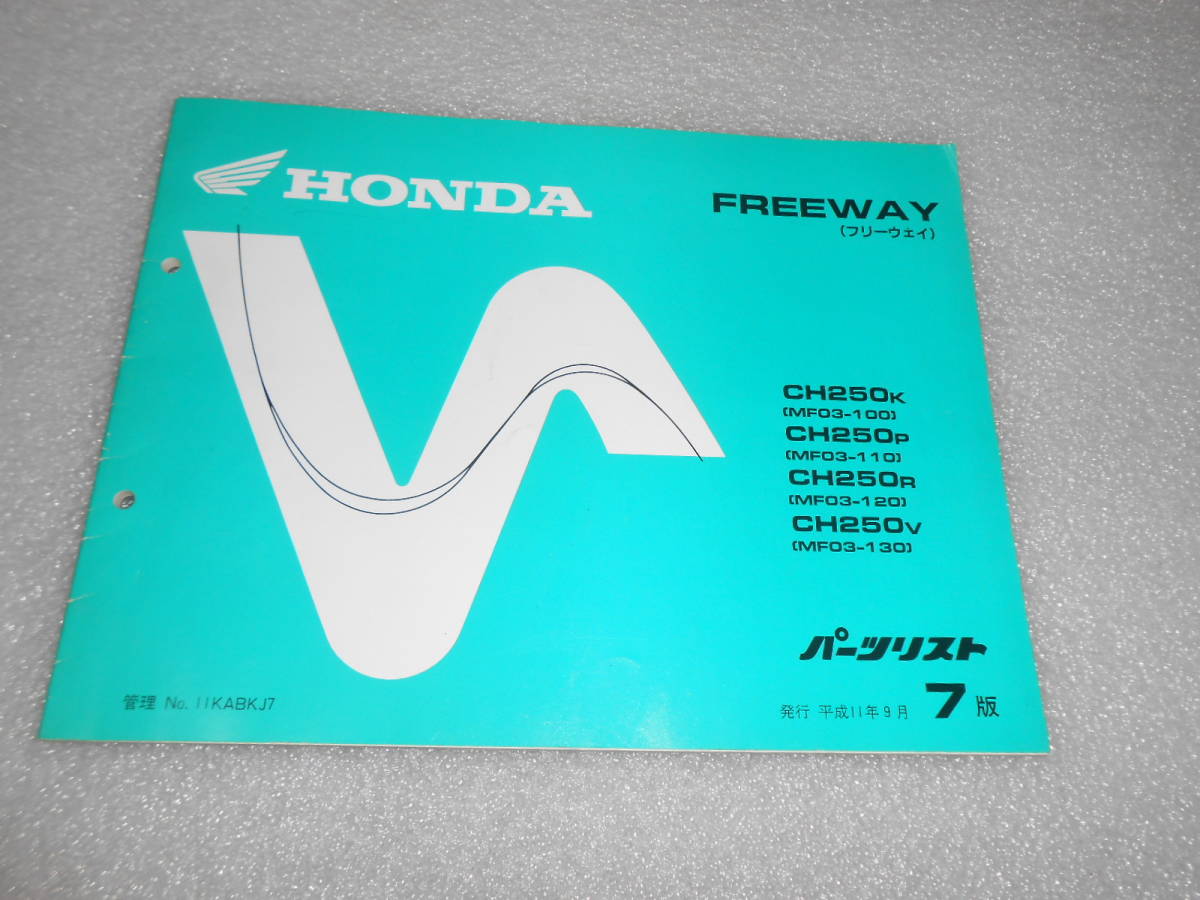 HONDA
FREEWAY
(フリーウェイ)
CH250K
(MF03-100)
CH250P
(MF03-110)
CH250R
(MF03-120)
CH250V
(MF03-130)
パーツリスト
管理 No. 11KABKJ7
発行 平成11年9月 7版